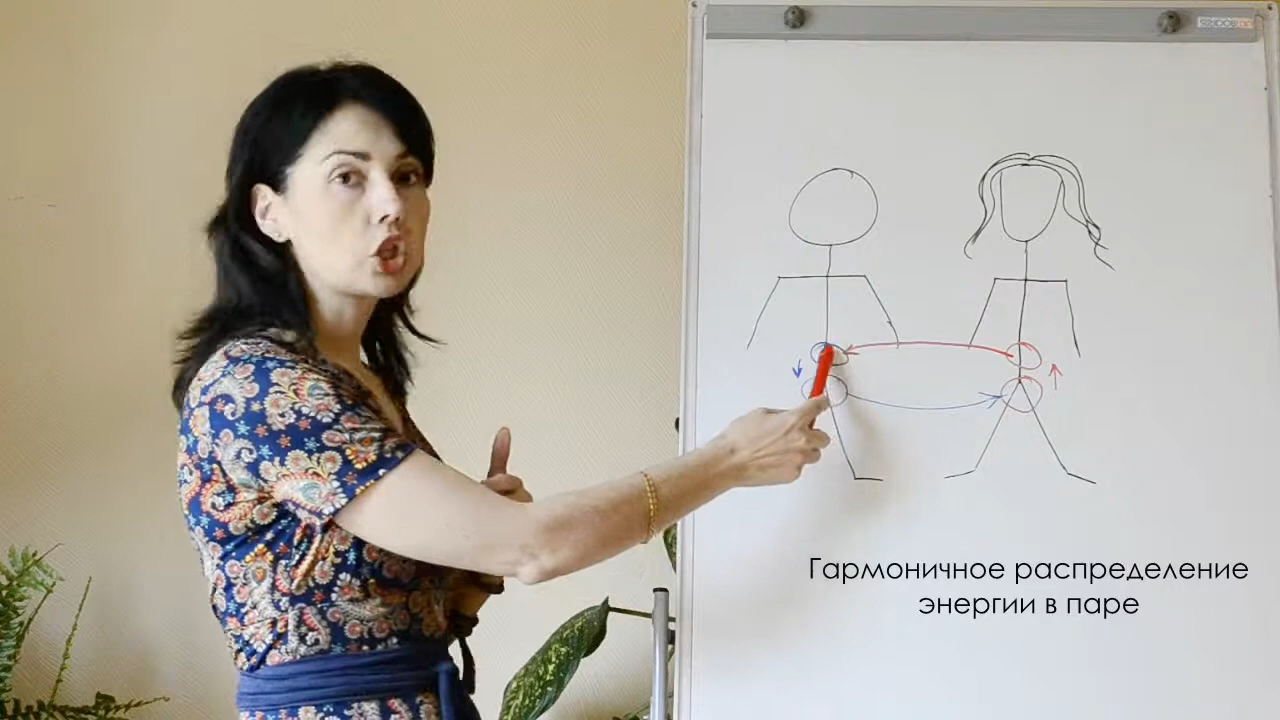 Гармоничное распределение
энергии в паре